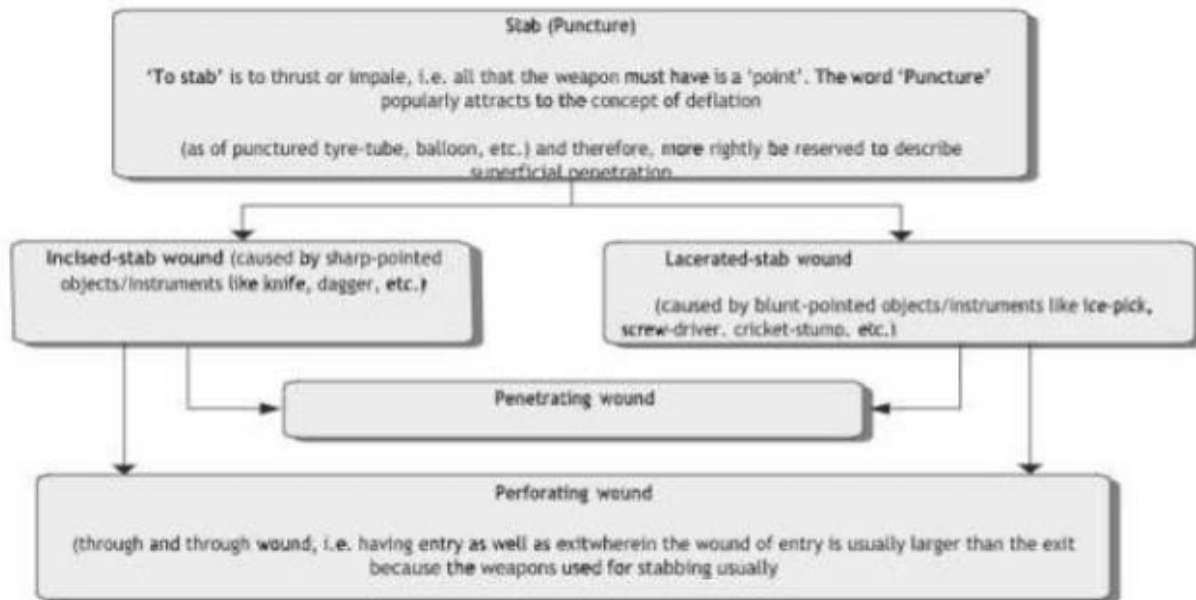 Stab (Puncture)
‘To stab’ is to thrust or impale, i.e. all that the weapon must have is a ‘point’. The word ‘Puncture’
popularly attracts to the concept of deflation
(as of punctured tyre-tube, balloon, etc.) and therefore, more rightly be reserved to describe
superficial penetration
Incised-stab wound (caused by sharp-pointed
objects/instruments like knife, dagger, etc.)
Lacerated-stab wound
(caused by blunt-pointed objects/instruments like ice-pick,
screw-driver, cricket-stump, etc.)
Penetrating wound
Perforating wound
(through and through wound, i.e. having entry as well as exitwherein the wound of entry is usually larger than the exit
because the weapons used for stabbing usually